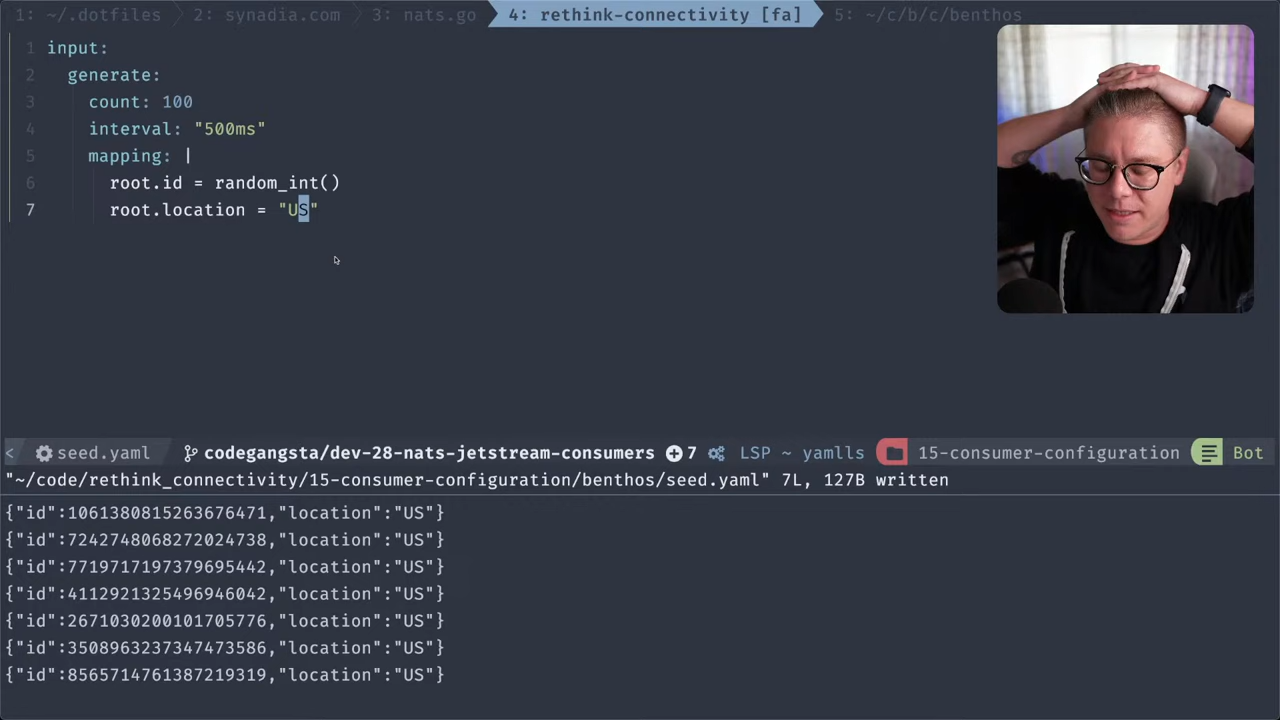 1: ~/.dotfiles 2: synadia.com 3: nats.go 4: rethink-connectivity [fa] 5: ~/c/b/c/benthos
1 input:
2 generate:
3 count: 100
4 interval: "500ms"
5 mapping: |
6 root.id = random_int()
7 root.location = "US"
< seed.yaml codegangsta/dev-28-nats-jetstream-consumers 7 LSP ~ yamlls 15-consumer-configuration Bot
"~/code/rethink_connectivity/15-consumer-configuration/benthos/seed.yaml" 7L, 127B written
{"id":1061380815263676471,"location":"US"}
{"id":7242748068272024738,"location":"US"}
{"id":7719717197379695442,"location":"US"}
{"id":4112921325496946042,"location":"US"}
{"id":2671030200101705776,"location":"US"}
{"id":3508963237347473586,"location":"US"}
{"id":8565714761387219319,"location":"US"}